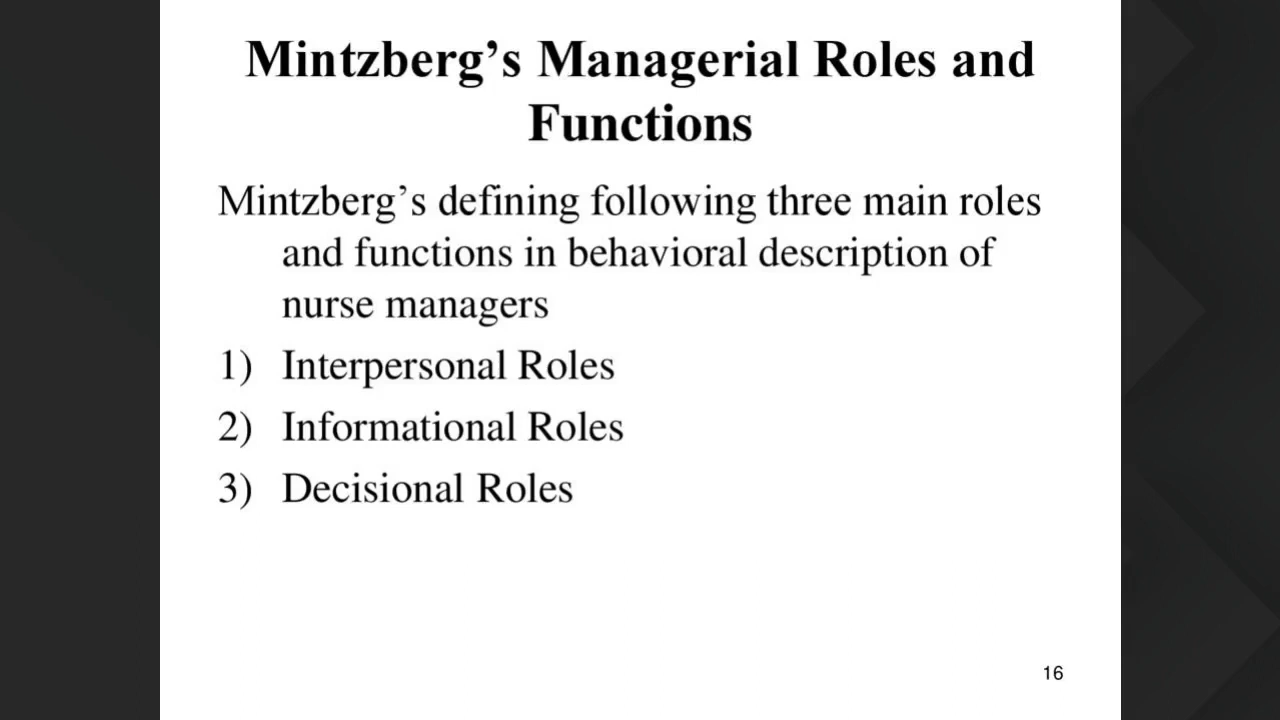 Mintzberg’s Managerial Roles and
Functions
Mintzberg’s defining following three main roles
and functions in behavioral description of
nurse managers
1) Interpersonal Roles
2) Informational Roles
3) Decisional Roles
16